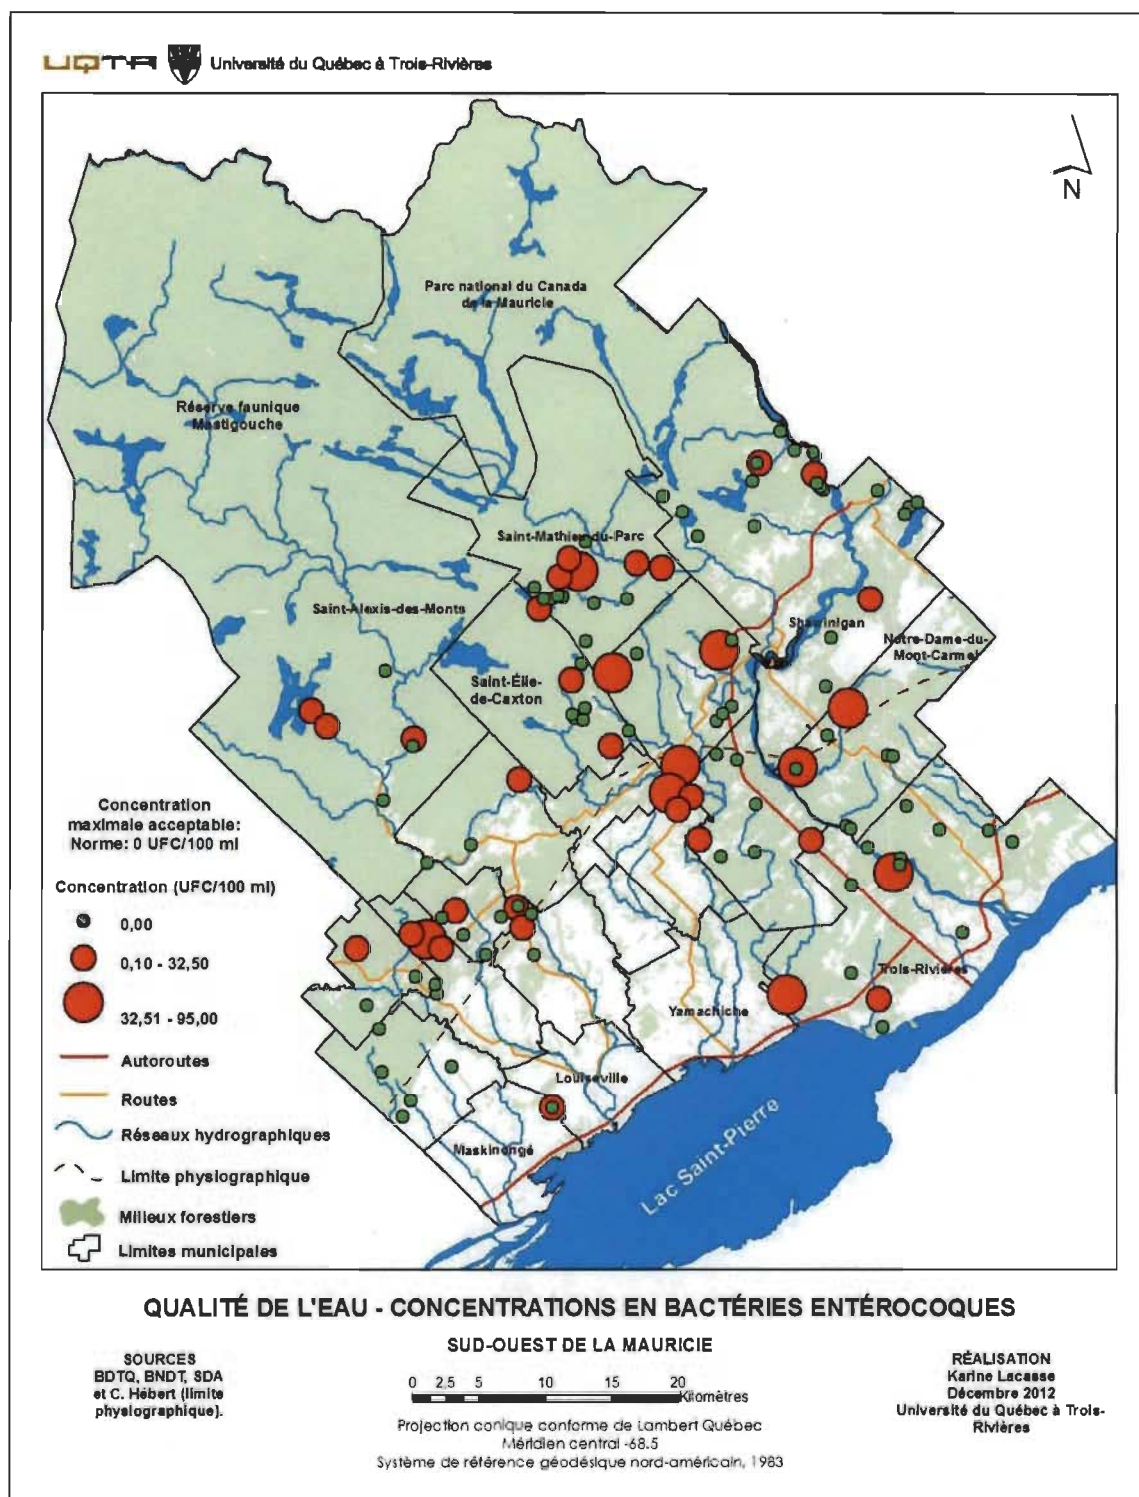 UQTR Université du Québec à Trois-Rivières
N
Parc national du Canada
de la Mauricie
Réserve faunique
Mastigouche
Saint-Mathieu-du-Parc
Saint-Alexis-des-Monts
Shawinigan
Notre-Dame-du-
Mont-Carmel
Saint-Élie-
de-Caxton
Trois-Rivières
Yamachiche
Louiseville
Maskinongé
Lac Saint-Pierre
Concentration
maximale acceptable:
Norme: 0 UFC/100 ml
Concentration (UFC/100 ml)
0,00
0,10 - 32,50
32,51 - 95,00
Autoroutes
Routes
Réseaux hydrographiques
Limite physiographique
Milieux forestiers
Limites municipales
QUALITÉ DE L'EAU - CONCENTRATIONS EN BACTÉRIES ENTÉROCOQUES
SUD-OUEST DE LA MAURICIE
SOURCES
BDTQ, BNDT, SDA
et C. Hébert (limite
physiographique).
0 2,5 5 10 15 20
Kilomètres
Projection conique conforme de Lambert Québec
Méridien central -68.5
Système de référence géodésique nord-américain, 1983
RÉALISATION
Karine Lacasse
Décembre 2012
Université du Québec à Trois-
Rivières